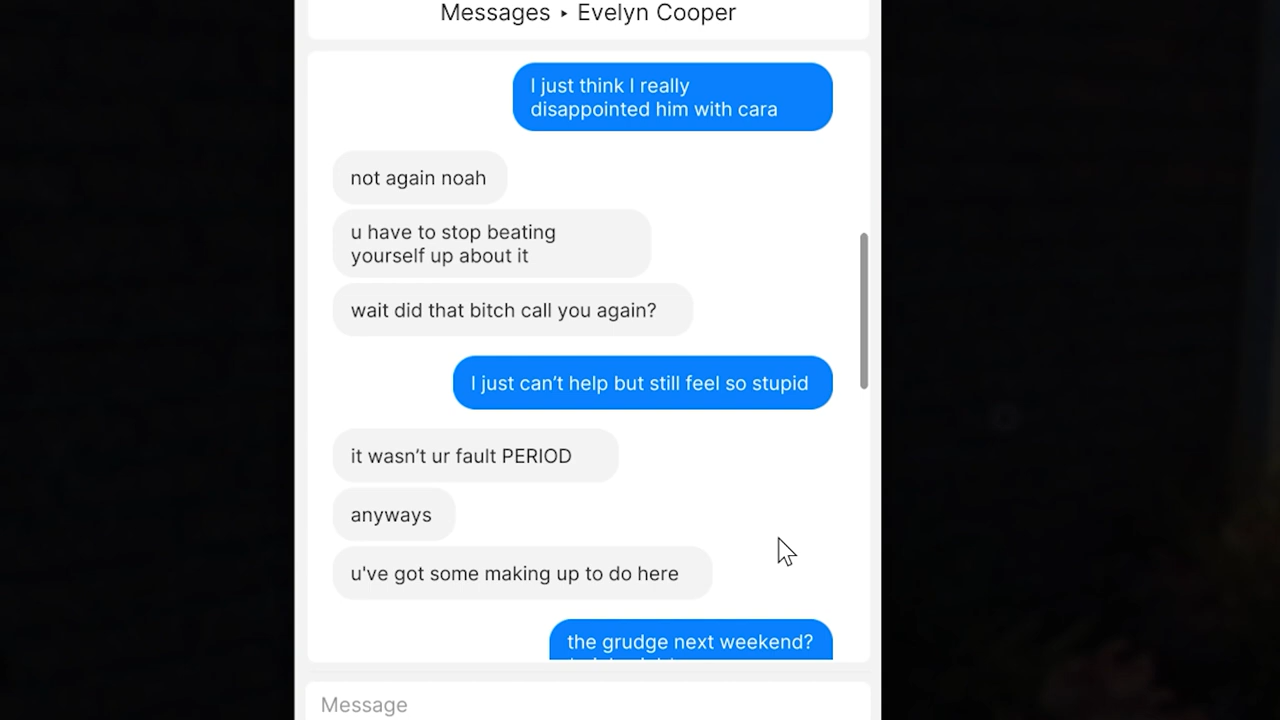 Messages ‣ Evelyn Cooper
I just think I really
disappointed him with cara
not again noah
u have to stop beating
yourself up about it
wait did that bitch call you again?
I just can’t help but still feel so stupid
it wasn’t ur fault PERIOD
anyways
u've got some making up to do here
the grudge next weekend?
Message